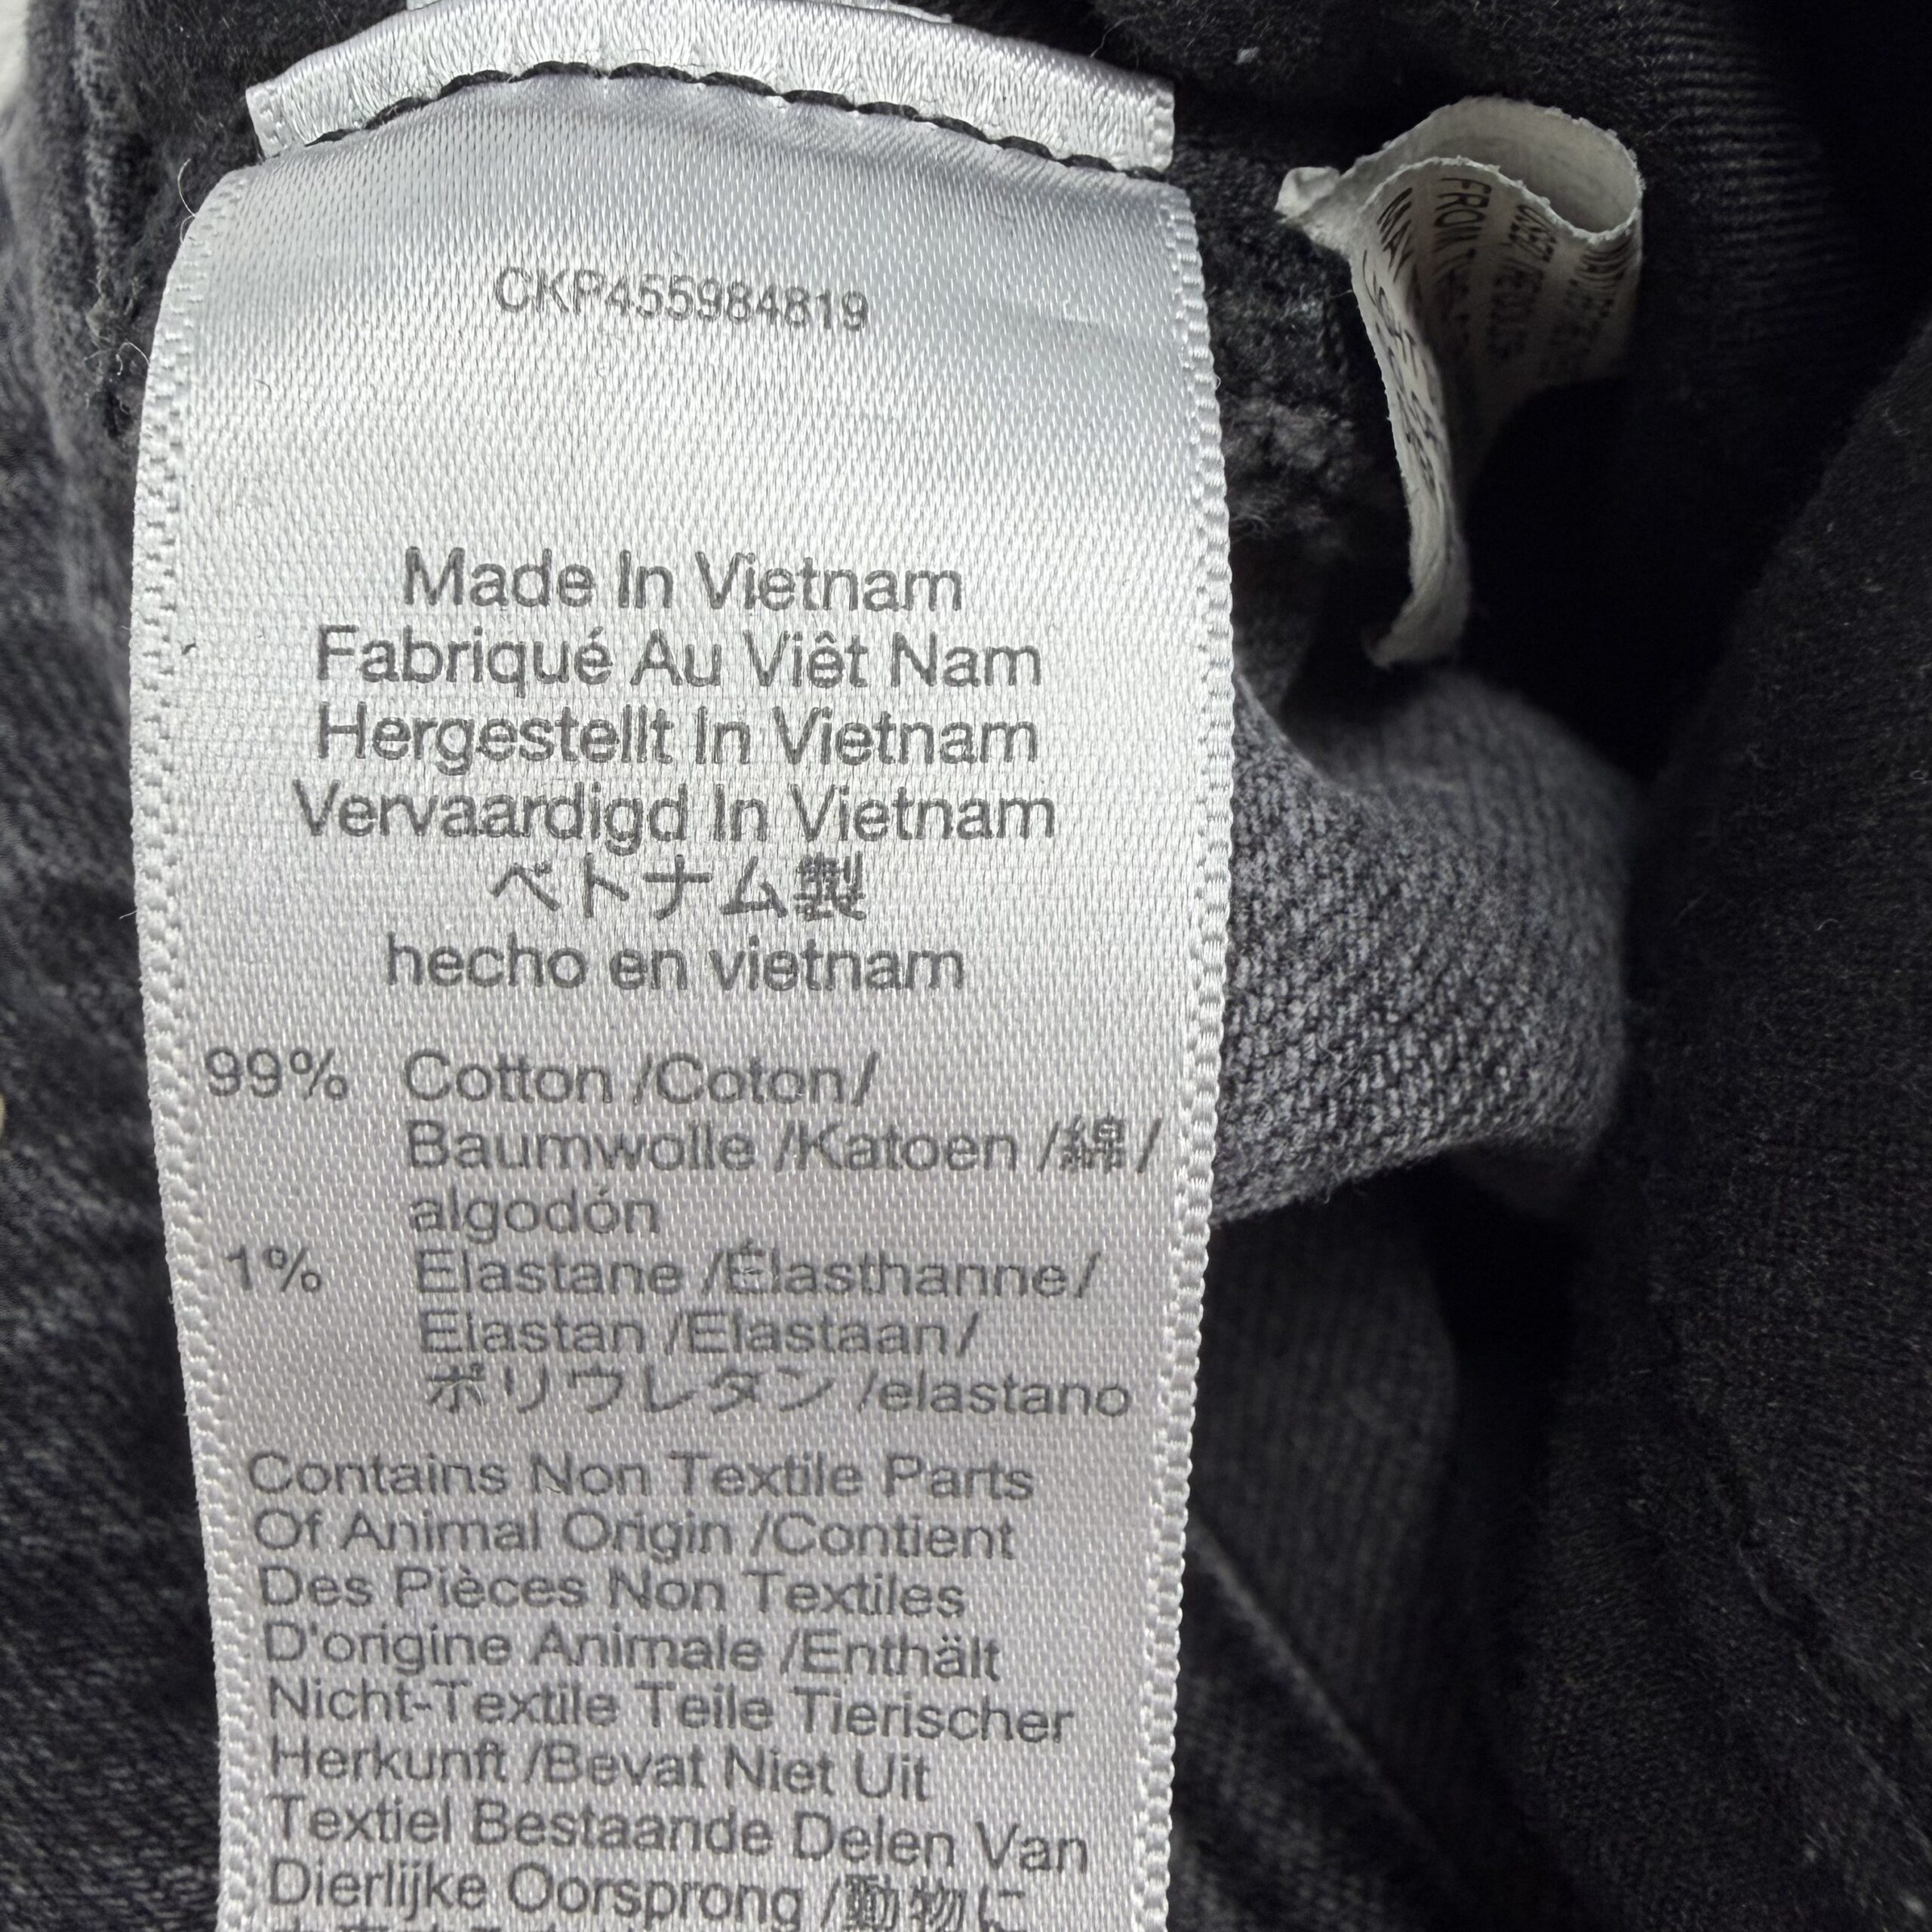 CKP455984819
Made In Vietnam
Fabriqué Au Viêt Nam
Hergestellt In Vietnam
Vervaardigd In Vietnam
ベトナム製
hecho en vietnam
99% Cotton /Coton/
Baumwolle /Katoen /綿/
algodón
1% Elastane /Élasthanne/
Elastan /Elastaan/
ポリウレタン /elastano
Contains Non Textile Parts
Of Animal Origin /Contient
Des Pièces Non Textiles
D'origine Animale /Enthält
Nicht-Textile Teile Tierischer
Herkunft /Bevat Niet Uit
Textiel Bestaande Delen Van
Dierlijke Oorsprong /動物に
FROM